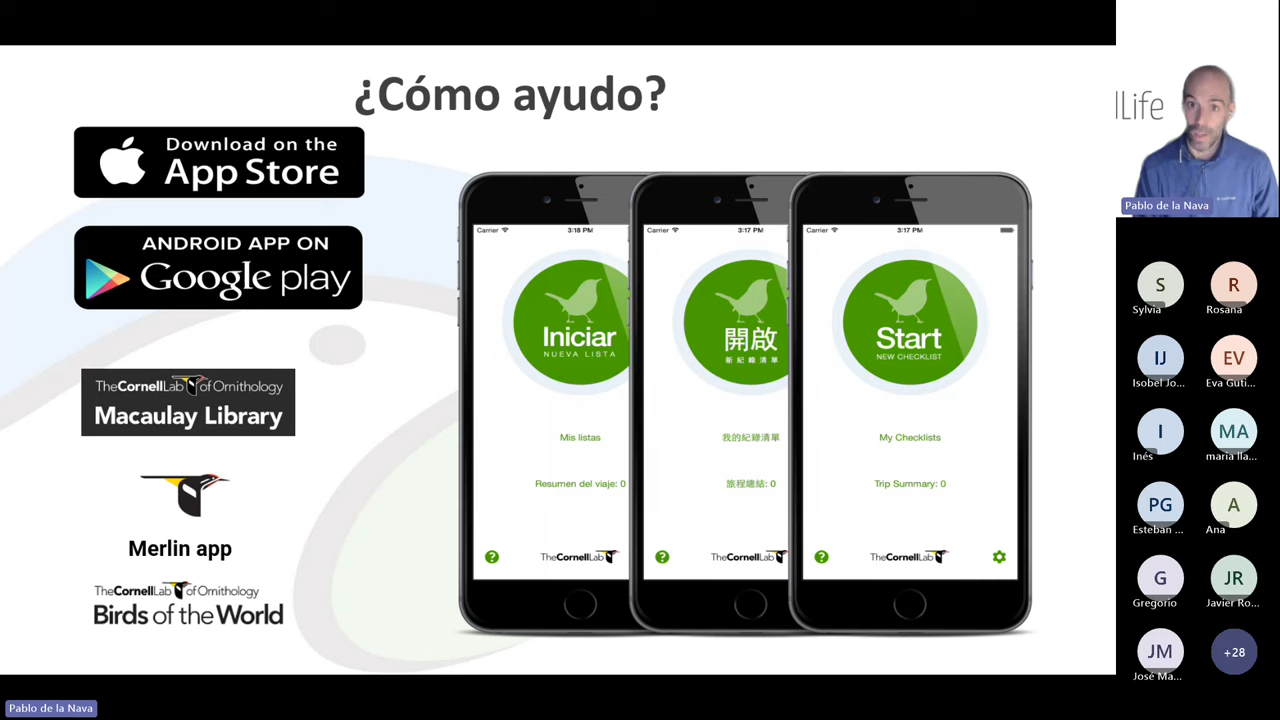 ¿Cómo ayudo?
Download on the
App Store
ANDROID APP ON
Google play
TheCornellLab of Ornithology
Macaulay Library
Merlin app
TheCornellLab of Ornithology
Birds of the World
Carrier
3:18 PM
Iniciar
NUEVA LISTA
Mis listas
Resumen del viaje: 0
TheCornellLab
Carrier
3:17 PM
開啟
新紀錄清單
我的紀錄清單
旅程總結: 0
TheCornellLab
Carrier
3:17 PM
Start
NEW CHECKLIST
My Checklists
Trip Summary: 0
TheCornellLab
Life
Pablo de la Nava
S
Sylvia
R
Rosana
IJ
Isobel Jo...
EV
Eva Guti...
I
Inés
MA
maria lla...
PG
Esteban ...
A
Ana
G
Gregorio
JR
Javier Ro...
JM
José Ma...
+28
Pablo de la Nava